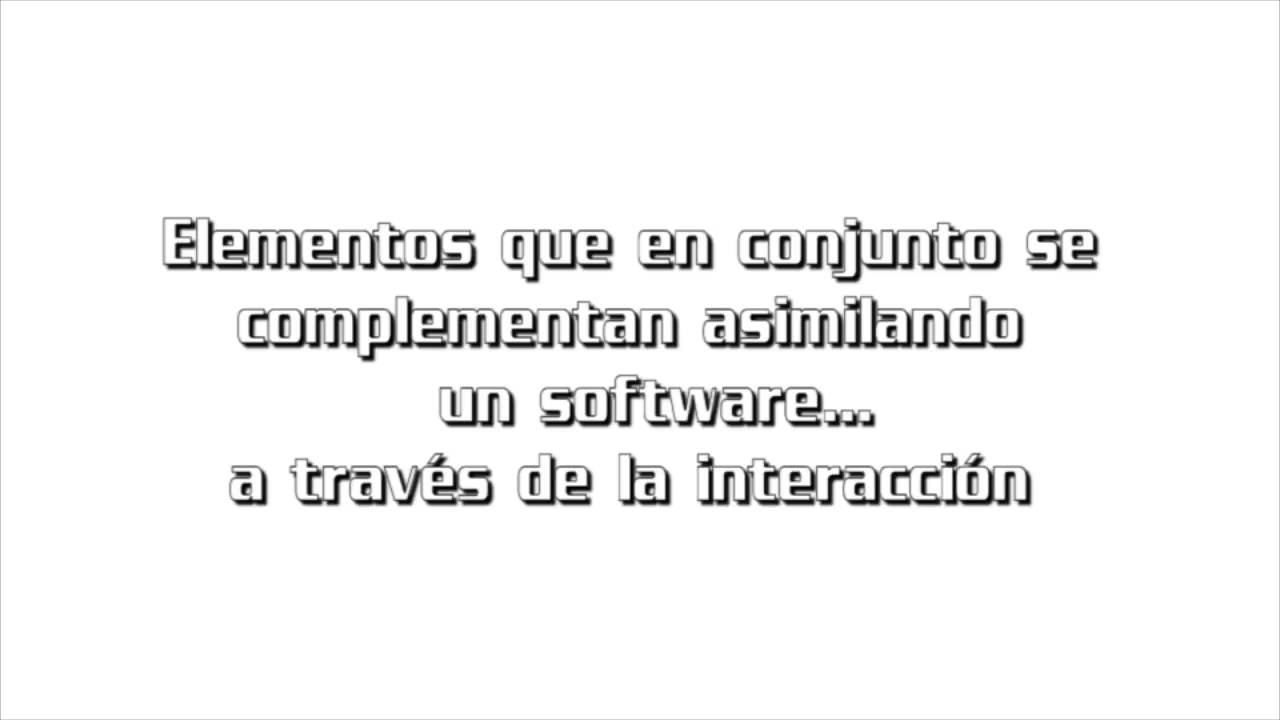 Elementos que en conjunto se
complementan asimilando
un software...
a través de la interacción